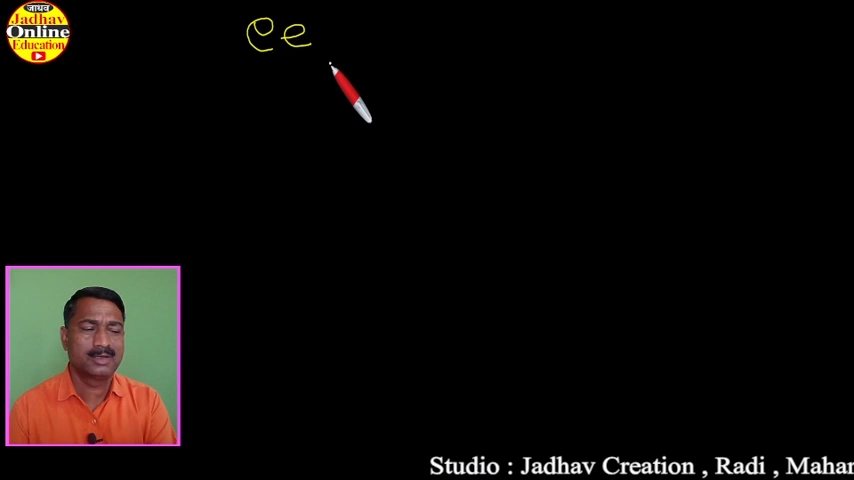 जाधव
Jadhav
Online
Education
ee
Studio : Jadhav Creation , Radi , Mahar